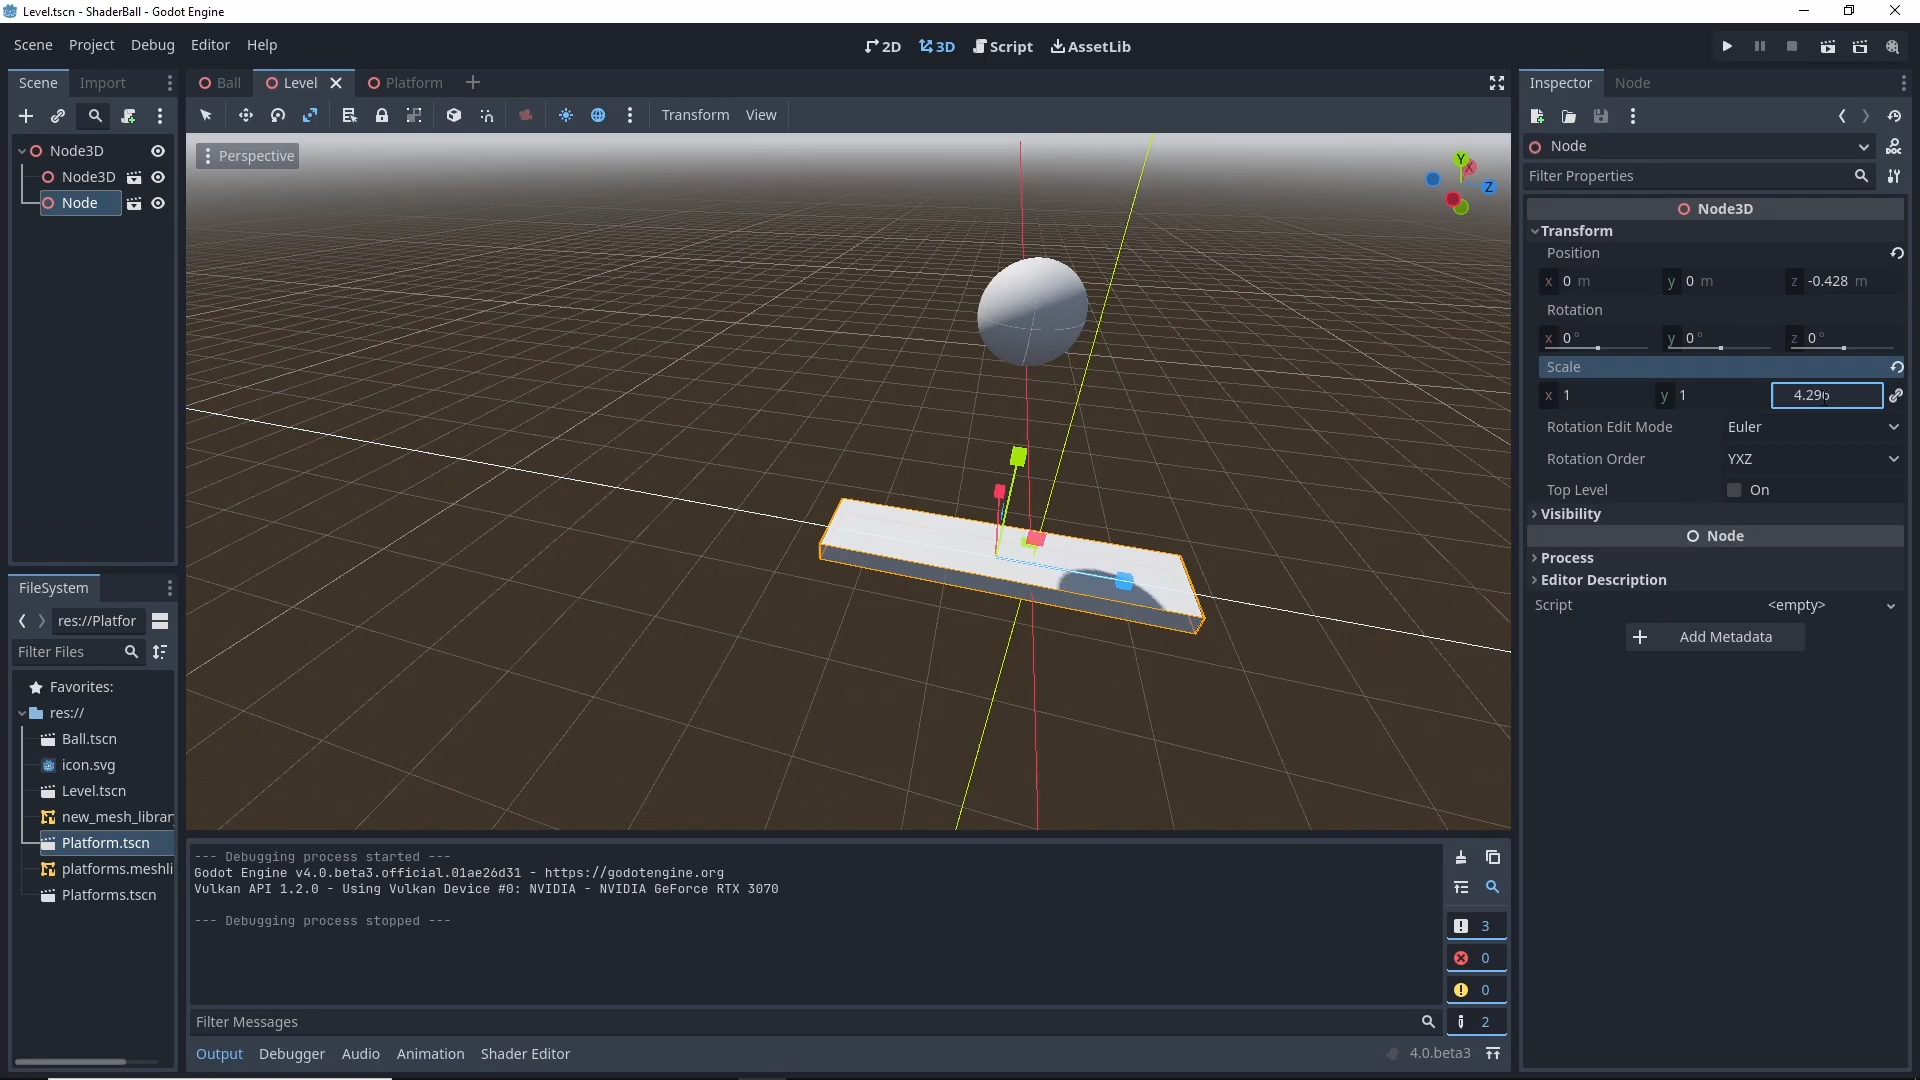 Level.tscn - ShaderBall - Godot Engine
Scene Project Debug Editor Help
2D 3D Script AssetLib
Scene Import
Ball Level Platform
Inspector Node
Transform View
Node3D
Node3D
Node
Perspective
Y X Z
Node
Filter Properties
Node3D
Transform
Position
x 0 m y 0 m z -0.428 m
Rotation
x 0 ° y 0 ° z 0 °
Scale
x 1 y 1 4.296
Rotation Edit Mode Euler
Rotation Order YXZ
Top Level On
Visibility
Node
Process
Editor Description
Script <empty>
Add Metadata
FileSystem
res://Platfor
Filter Files
Favorites:
res://
Ball.tscn
icon.svg
Level.tscn
new_mesh_librar
Platform.tscn
platforms.meshli
Platforms.tscn
--- Debugging process started ---
Godot Engine v4.0.beta3.official.01ae26d31 - https://godotengine.org
Vulkan API 1.2.0 - Using Vulkan Device #0: NVIDIA - NVIDIA GeForce RTX 3070
--- Debugging process stopped ---
3
0
0
2
Filter Messages
Output Debugger Audio Animation Shader Editor 4.0.beta3